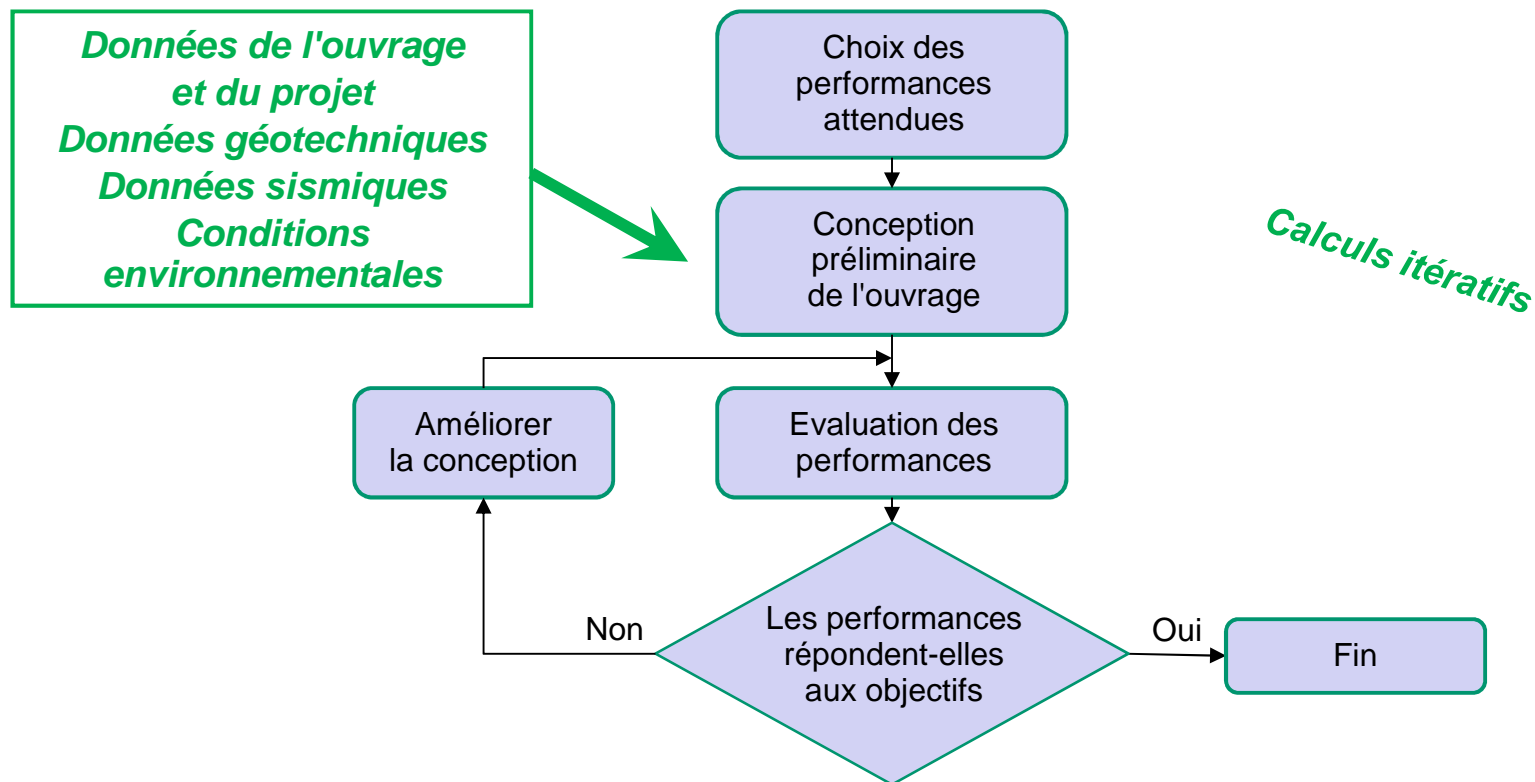 Données de l'ouvrage
et du projet
Données géotechniques
Données sismiques
Conditions
environnementales
Choix des
performances
attendues
Conception
préliminaire
de l'ouvrage
Calculs itératifs
Améliorer
la conception
Evaluation des
performances
Non
Les performances
répondent-elles
aux objectifs
Oui
Fin